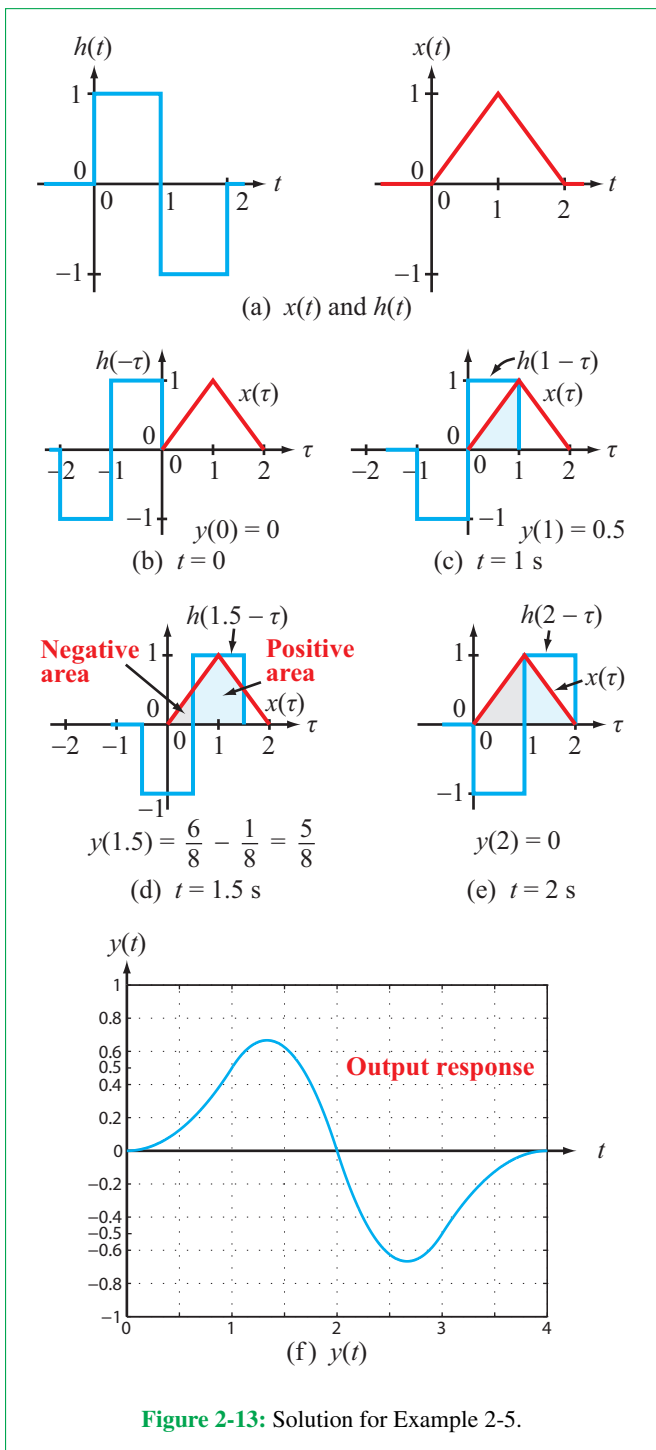 h(t)
x(t)
1
0
0
1
2
t
−1
1
0
0
1
2
t
−1
(a) x(t) and h(t)
h(−τ)
1
x(τ)
0
−2
−1
0
1
2
τ
−1
y(0) = 0
(b) t = 0
h(1 − τ)
1
x(τ)
0
−2
−1
0
1
2
τ
−1
y(1) = 0.5
(c) t = 1 s
h(1.5 − τ)
Negative
area
1
Positive
area
x(τ)
0
−2
−1
0
1
2
τ
−1
y(1.5) = 6/8 − 1/8 = 5/8
(d) t = 1.5 s
h(2 − τ)
1
x(τ)
0
−2
−1
0
1
2
τ
−1
y(2) = 0
(e) t = 2 s
y(t)
1
0.8
0.6
0.5
0.4
0.2
0
−0.2
−0.4
−0.5
−0.6
−0.8
−1
Output response
t
0
1
2
3
4
(f) y(t)
Figure 2-13: Solution for Example 2-5.